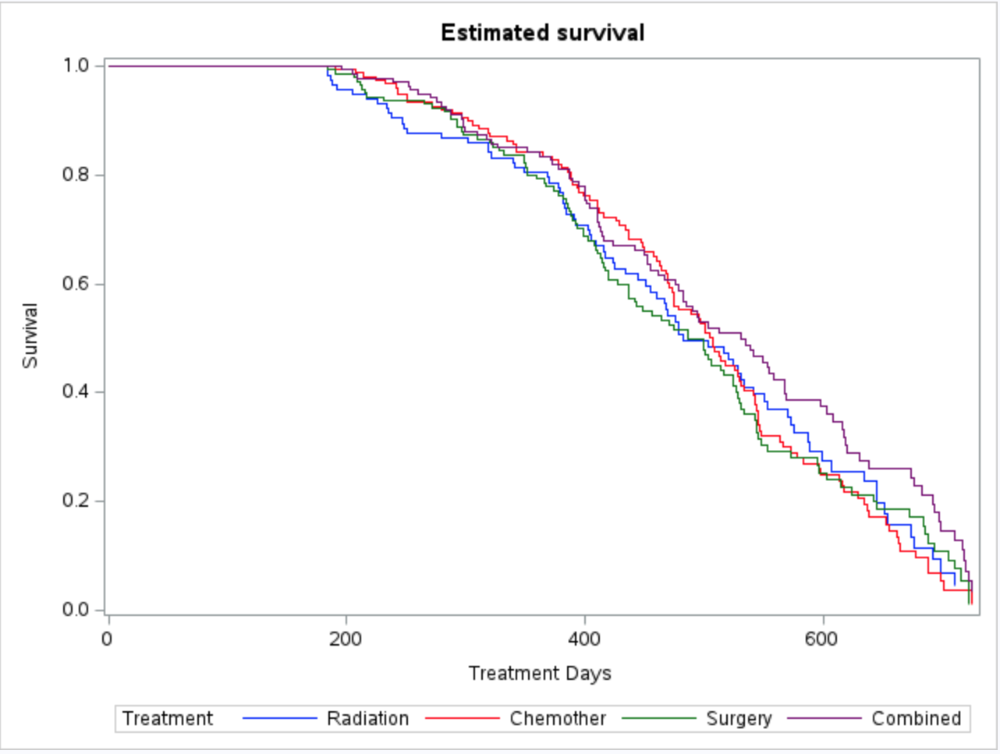 Estimated survival
1.0
0.8
0.6
0.4
0.2
0.0
Survival
0 200 400 600
Treatment Days
Treatment Radiation Chemother Surgery Combined